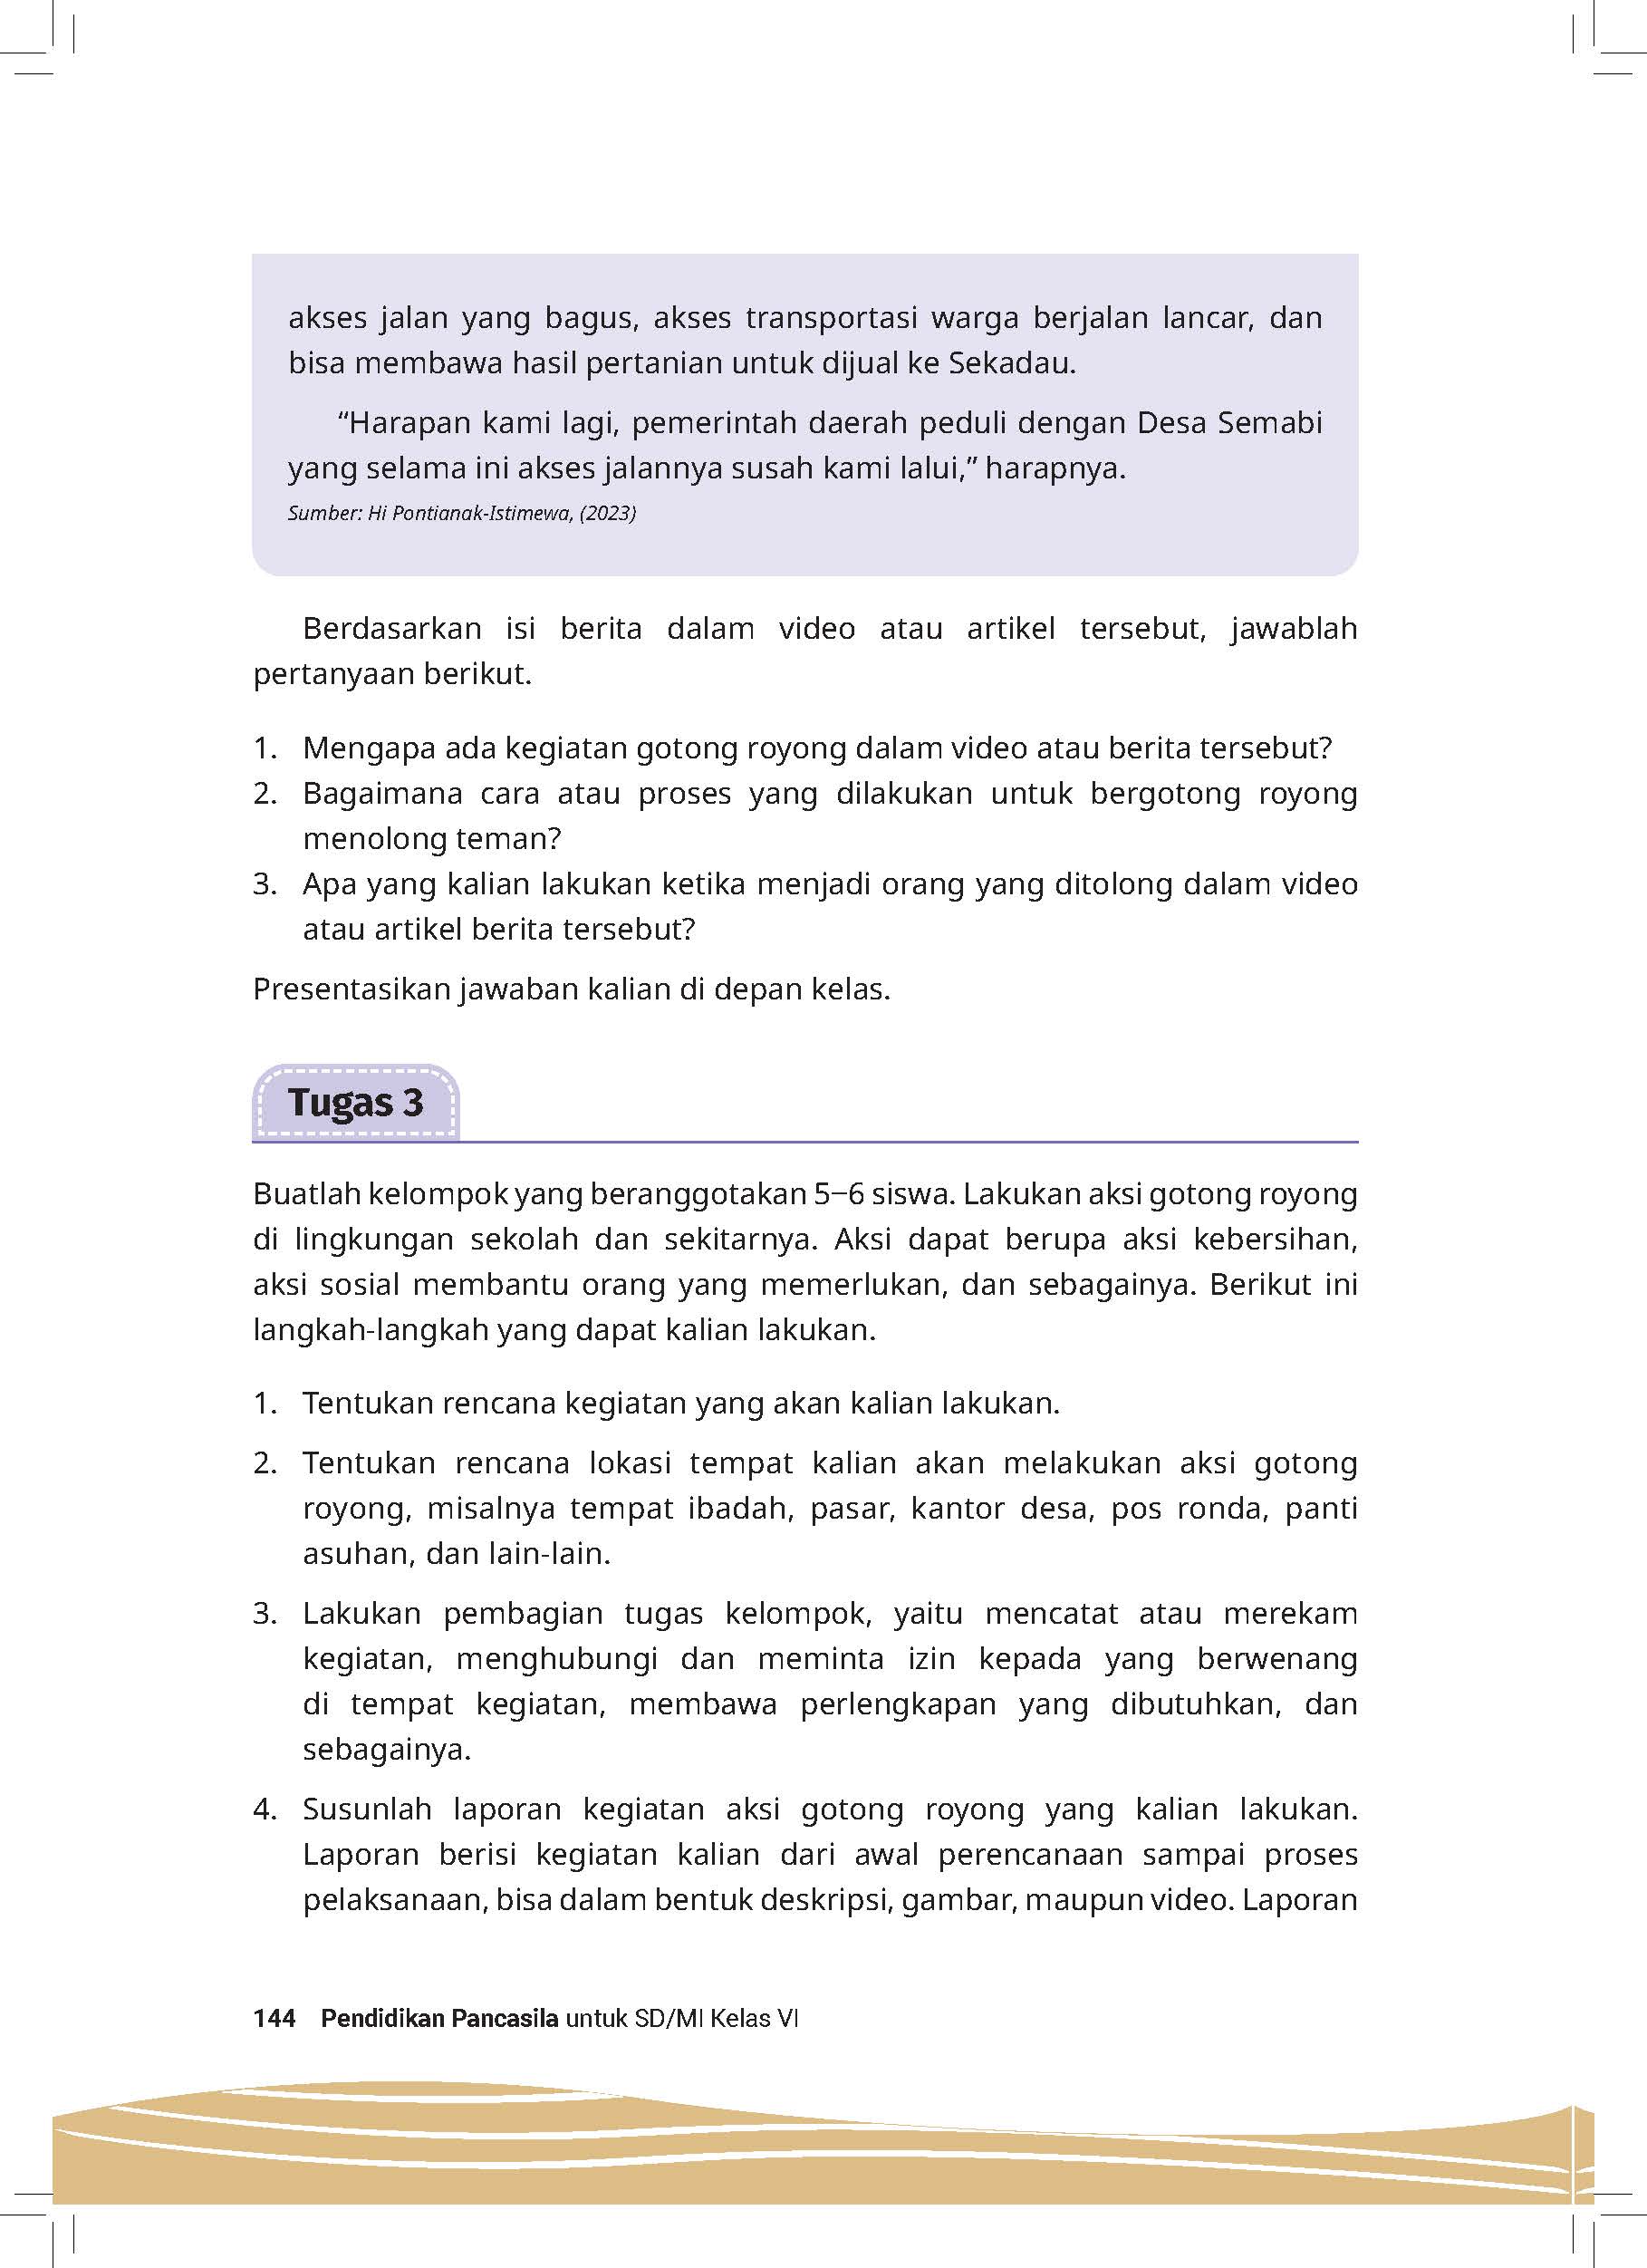 akses jalan yang bagus, akses transportasi warga berjalan lancar, dan
bisa membawa hasil pertanian untuk dijual ke Sekadau.
“Harapan kami lagi, pemerintah daerah peduli dengan Desa Semabi
yang selama ini akses jalannya susah kami lalui,” harapnya.
Sumber: Hi Pontianak-Istimewa, (2023)
Berdasarkan isi berita dalam video atau artikel tersebut, jawablah
pertanyaan berikut.
1. Mengapa ada kegiatan gotong royong dalam video atau berita tersebut?
2. Bagaimana cara atau proses yang dilakukan untuk bergotong royong
menolong teman?
3. Apa yang kalian lakukan ketika menjadi orang yang ditolong dalam video
atau artikel berita tersebut?
Presentasikan jawaban kalian di depan kelas.
Tugas 3
Buatlah kelompok yang beranggotakan 5–6 siswa. Lakukan aksi gotong royong
di lingkungan sekolah dan sekitarnya. Aksi dapat berupa aksi kebersihan,
aksi sosial membantu orang yang memerlukan, dan sebagainya. Berikut ini
langkah-langkah yang dapat kalian lakukan.
1. Tentukan rencana kegiatan yang akan kalian lakukan.
2. Tentukan rencana lokasi tempat kalian akan melakukan aksi gotong
royong, misalnya tempat ibadah, pasar, kantor desa, pos ronda, panti
asuhan, dan lain-lain.
3. Lakukan pembagian tugas kelompok, yaitu mencatat atau merekam
kegiatan, menghubungi dan meminta izin kepada yang berwenang
di tempat kegiatan, membawa perlengkapan yang dibutuhkan, dan
sebagainya.
4. Susunlah laporan kegiatan aksi gotong royong yang kalian lakukan.
Laporan berisi kegiatan kalian dari awal perencanaan sampai proses
pelaksanaan, bisa dalam bentuk deskripsi, gambar, maupun video. Laporan
144 Pendidikan Pancasila untuk SD/MI Kelas VI